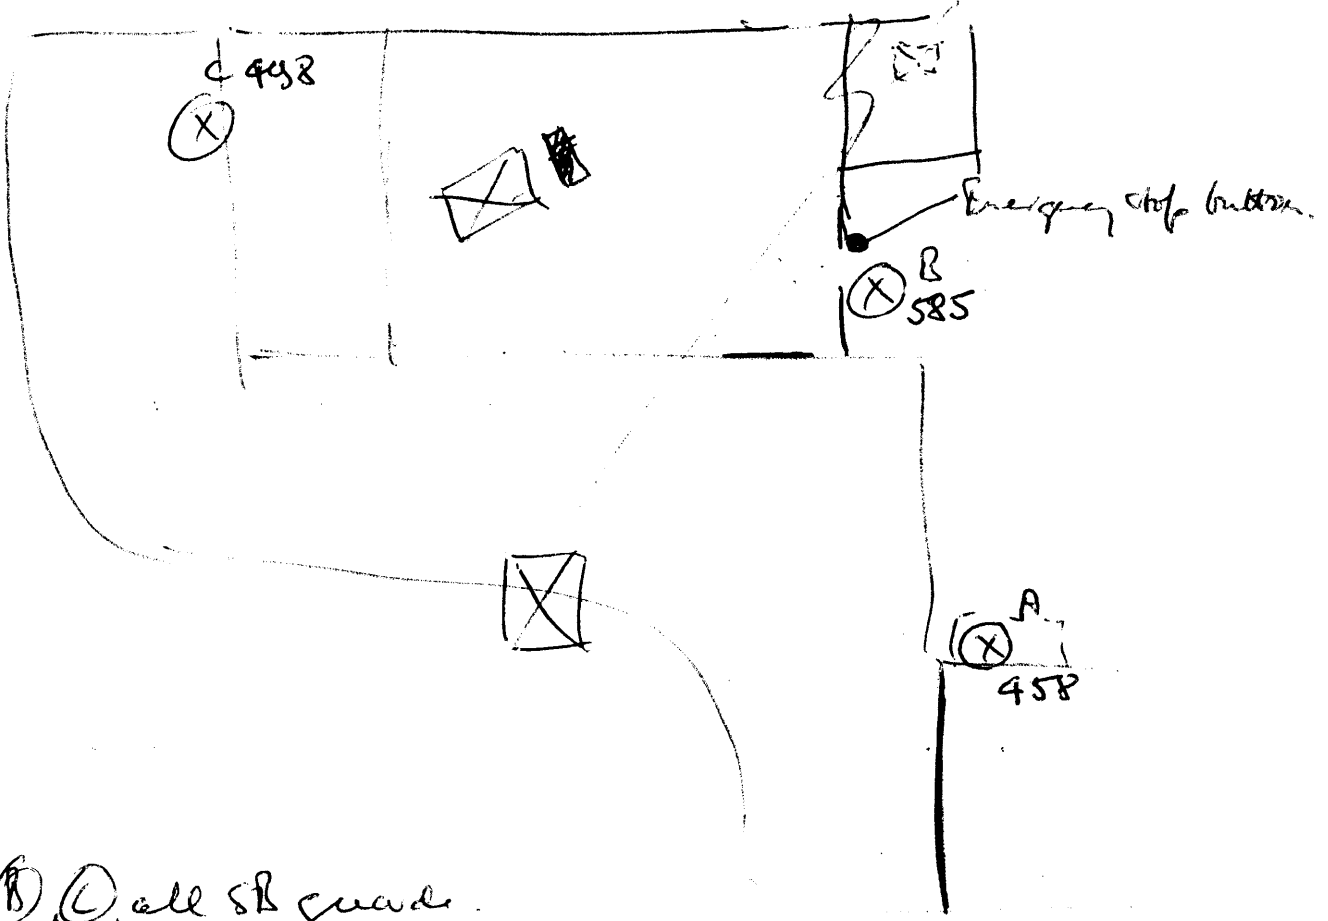 C 498
X
Emergency stop button.
X B
585
A
X
458
B, C all SB guards.